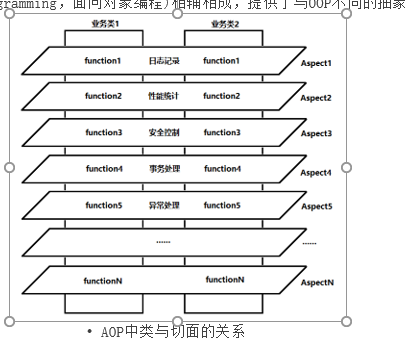 gramming，面向对象编程)相辅相成，提供了与OOP不同的抽象
业务类1 业务类2
function1 日志记录 function1 Aspect1
function2 性能统计 function2 Aspect2
function3 安全控制 function3 Aspect3
function4 事务处理 function4 Aspect4
function5 异常处理 function5 Aspect5
...... ......
functionN functionN AspectN
• AOP中类与切面的关系